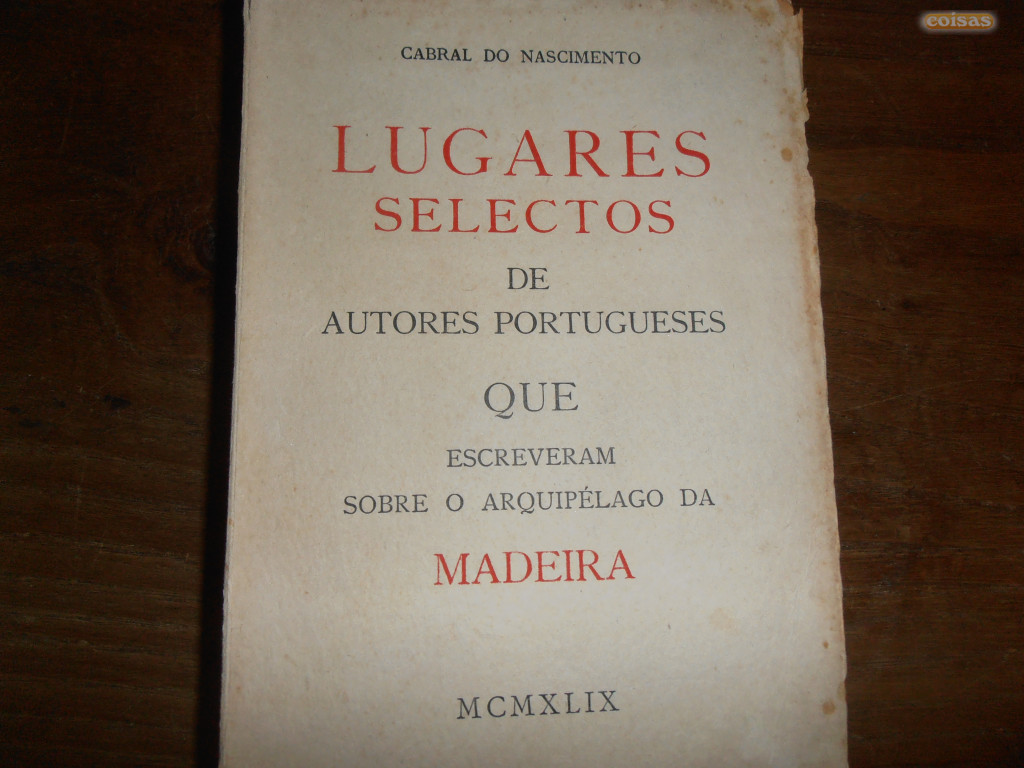 coisas
CABRAL DO NASCIMENTO
LUGARES
SELECTOS
DE
AUTORES PORTUGUESES
QUE
ESCREVERAM
SOBRE O ARQUIPÉLAGO DA
MADEIRA
MCMXLIX